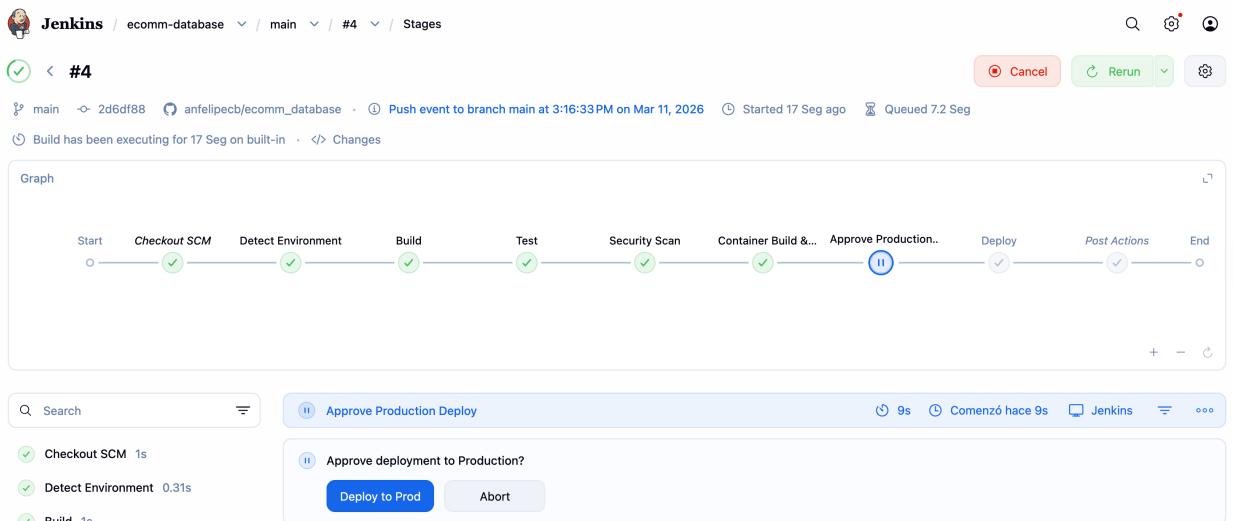 Jenkins / ecomm-database / main / #4 / Stages
#4
Cancel
Rerun
main 2d6df88 anfelipecb/ecomm_database · Push event to branch main at 3:16:33 PM on Mar 11, 2026 Started 17 Seg ago Queued 7.2 Seg
Build has been executing for 17 Seg on built-in · </> Changes
Graph
Start Checkout SCM Detect Environment Build Test Security Scan Container Build &... Approve Production.. Deploy Post Actions End
Search
Approve Production Deploy 9s Comenzó hace 9s Jenkins
Checkout SCM 1s
Detect Environment 0.31s
Build 1s
Approve deployment to Production?
Deploy to Prod Abort